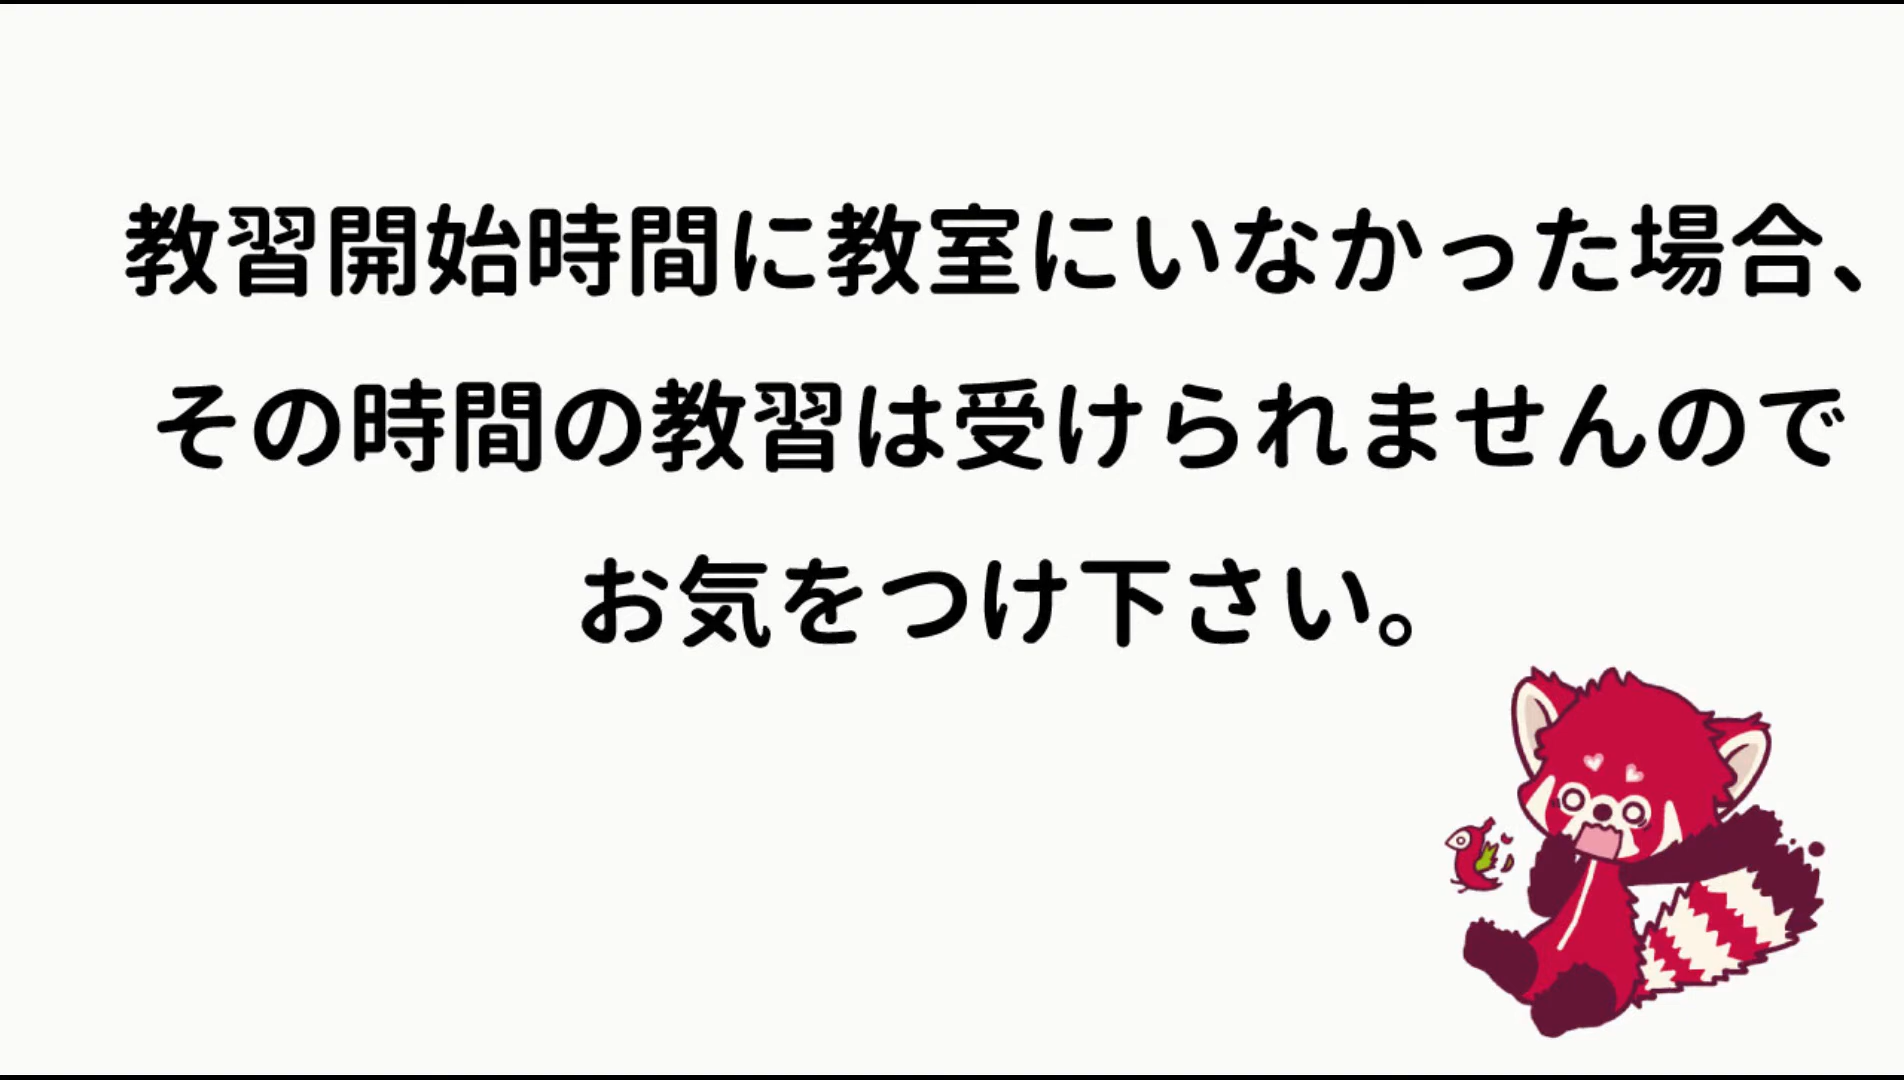 教習開始時間に教室にいなかった場合、
その時間の教習は受けられませんので
お気をつけ下さい。